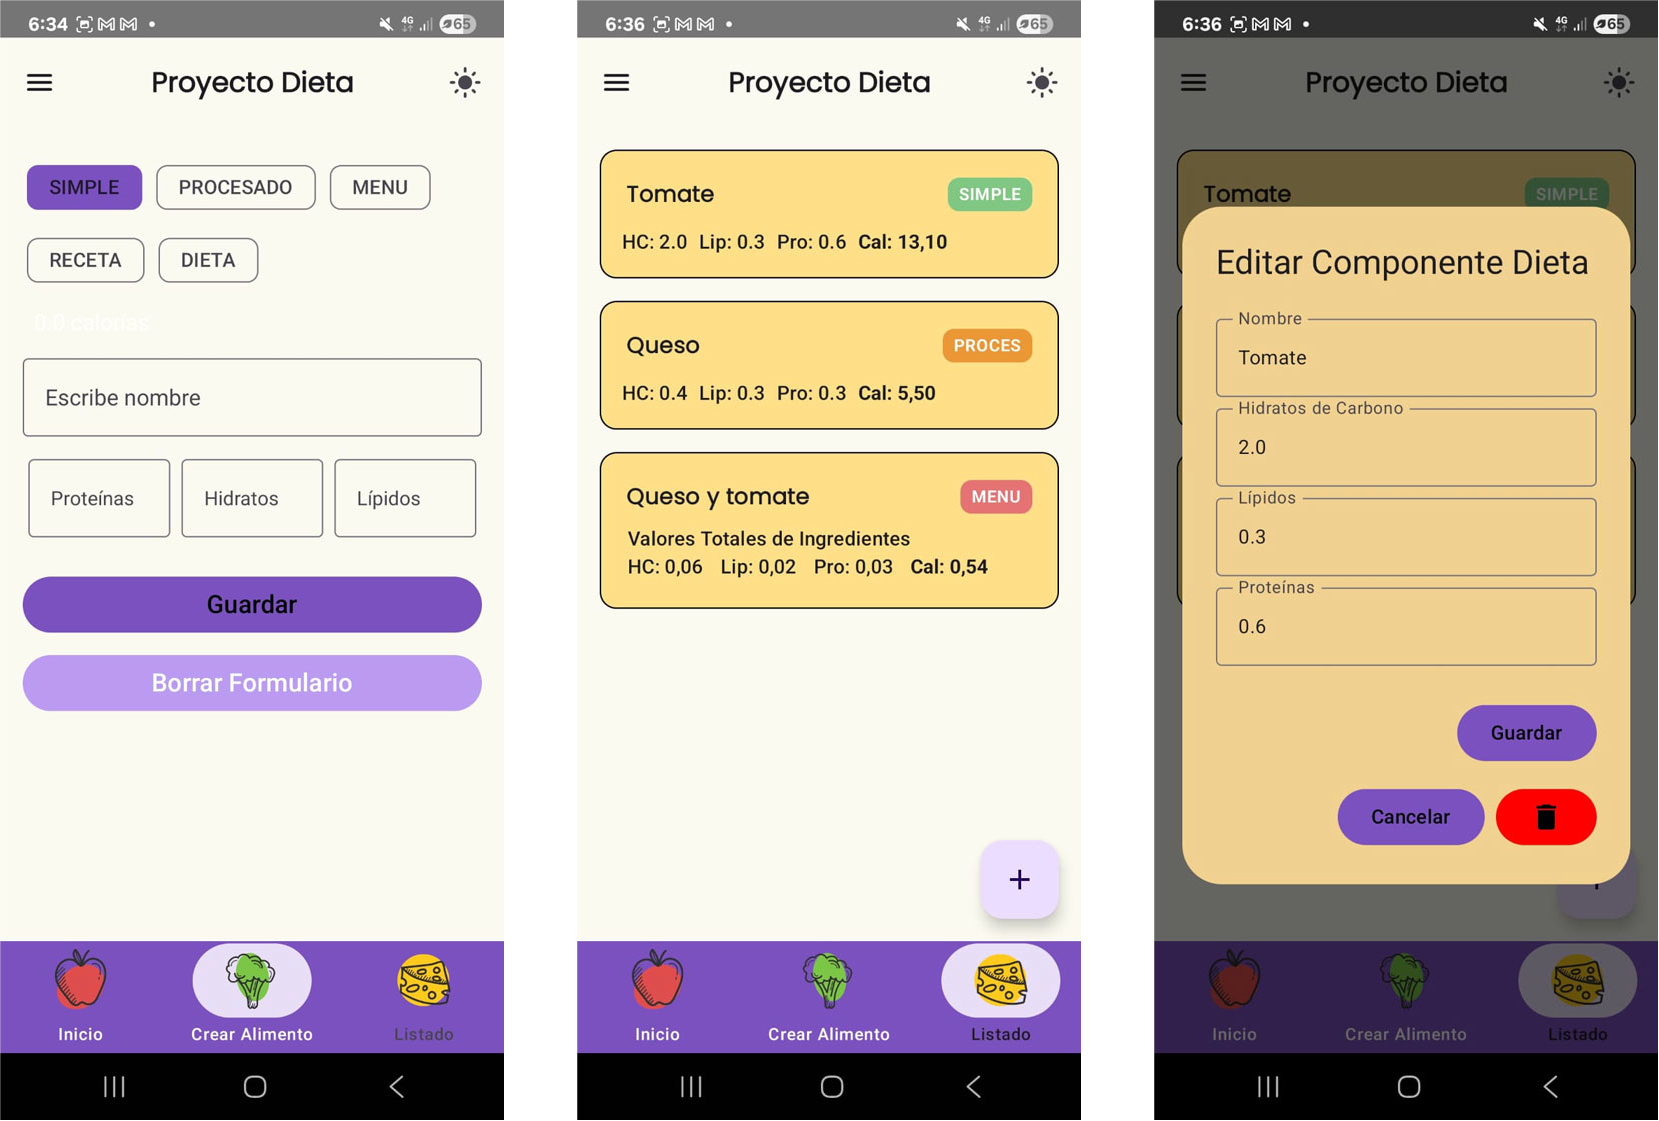 6:34
4G
65
Proyecto Dieta
SIMPLE
PROCESADO
MENU
RECETA
DIETA
0.0 calorías
Escribe nombre
Proteínas
Hidratos
Lípidos
Guardar
Borrar Formulario
Inicio
Crear Alimento
Listado
6:36
4G
65
Proyecto Dieta
Tomate
SIMPLE
HC: 2.0 Lip: 0.3 Pro: 0.6 Cal: 13,10
Queso
PROCES
HC: 0.4 Lip: 0.3 Pro: 0.3 Cal: 5,50
Queso y tomate
MENU
Valores Totales de Ingredientes
HC: 0,06 Lip: 0,02 Pro: 0,03 Cal: 0,54
+
Inicio
Crear Alimento
Listado
6:36
4G
65
Proyecto Dieta
Tomate
SIMPLE
Editar Componente Dieta
Nombre
Tomate
Hidratos de Carbono
2.0
Lípidos
0.3
Proteínas
0.6
Guardar
Cancelar
Inicio
Crear Alimento
Listado